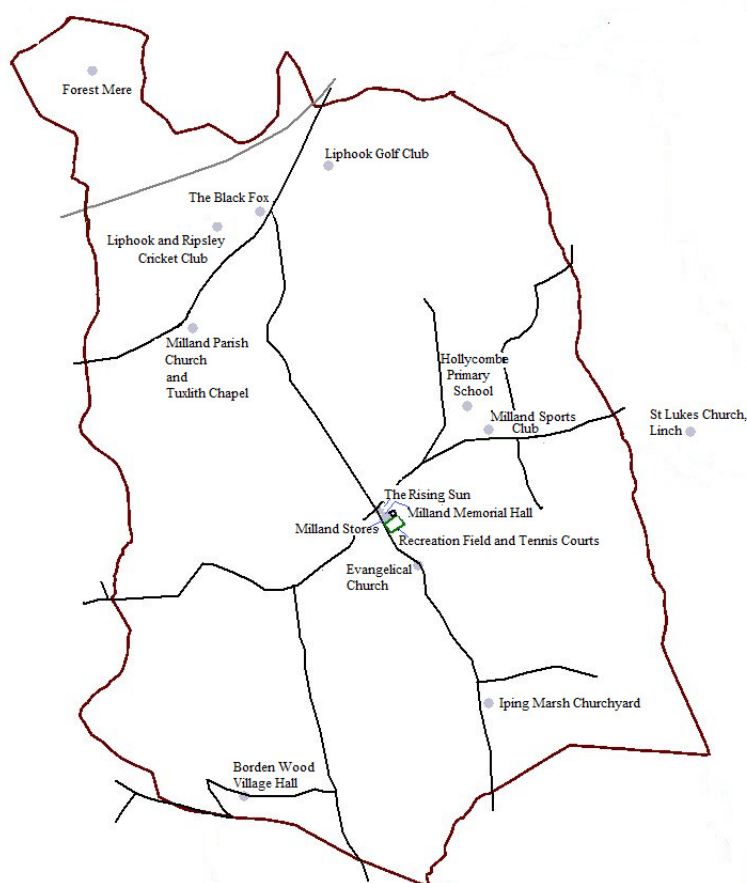 Forest Mere
Liphook Golf Club
The Black Fox
Liphook and Ripsley
Cricket Club
Milland Parish
Church
and
Tuxlith Chapel
Hollycombe
Primary
School
Milland Sports
Club
St Lukes Church,
Linch
The Rising Sun
Milland Memorial Hall
Milland Stores
Recreation Field and Tennis Courts
Evangelical
Church
Iping Marsh Churchyard
Borden Wood
Village Hall